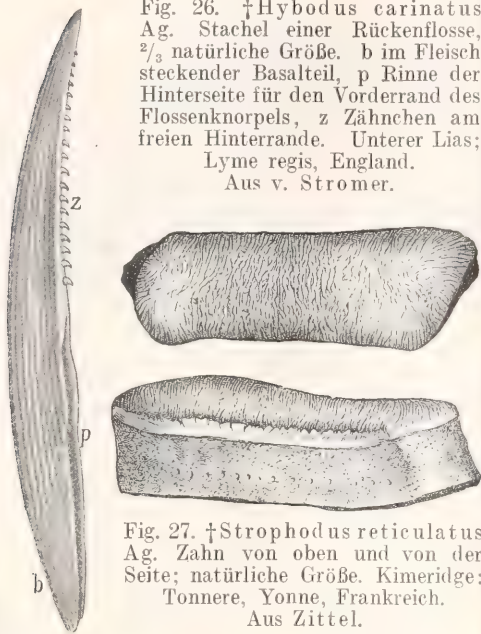 Fig. 26. †Hybodus carinatus
Ag. Stachel einer Rückenflosse,
²/₃ natürliche Größe. b im Fleisch
steckender Basalteil, p Rinne der
Hinterseite für den Vorderrand des
Flossenknorpels, z Zähnchen am
freien Hinterrande. Unterer Lias;
Lyme regis, England.
Aus v. Stromer.
z
p
b
Fig. 27. †Strophodus reticulatus
Ag. Zahn von oben und von der
Seite; natürliche Größe. Kimeridge:
Tonnere, Yonne, Frankreich.
Aus Zittel.